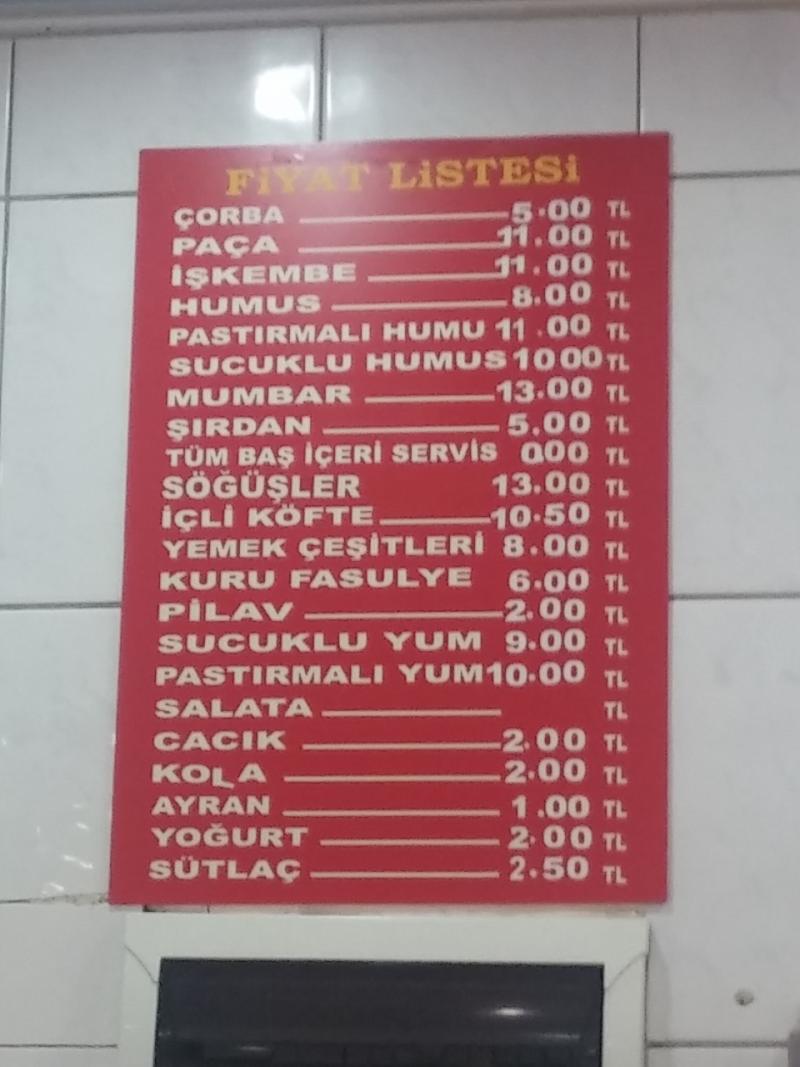 FİYAT LİSTESİ
ÇORBA 5.00 TL
PAÇA 11.00 TL
İŞKEMBE 11.00 TL
HUMUS 8.00 TL
PASTIRMALI HUMU 11.00 TL
SUCUKLU HUMUS 10 00 TL
MUMBAR 13.00 TL
ŞIRDAN 5.00 TL
TÜM BAŞ İÇERİ SERVİS 0.00 TL
SÖĞÜŞLER 13.00 TL
İÇLİ KÖFTE 10.50 TL
YEMEK ÇEŞİTLERİ 8.00 TL
KURU FASULYE 6.00 TL
PİLAV 2.00 TL
SUCUKLU YUM 9.00 TL
PASTIRMALI YUM 10.00 TL
SALATA TL
CACIK 2.00 TL
KOLA 2.00 TL
AYRAN 1.00 TL
YOĞURT 2.00 TL
SÜTLAÇ 2.50 TL